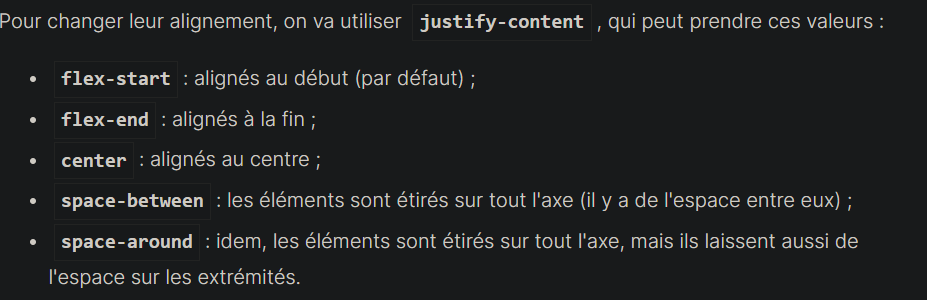 Pour changer leur alignement, on va utiliser justify-content , qui peut prendre ces valeurs :
• flex-start : alignés au début (par défaut) ;
• flex-end : alignés à la fin ;
• center : alignés au centre ;
• space-between : les éléments sont étirés sur tout l'axe (il y a de l'espace entre eux) ;
• space-around : idem, les éléments sont étirés sur tout l'axe, mais ils laissent aussi de
l'espace sur les extrémités.